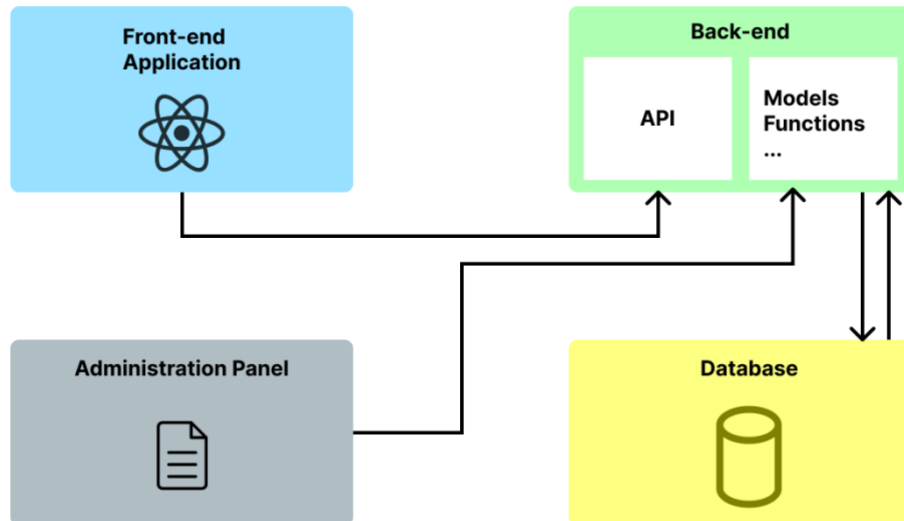 Front-end
Application
Back-end
API
Models
Functions
...
Administration Panel
Database